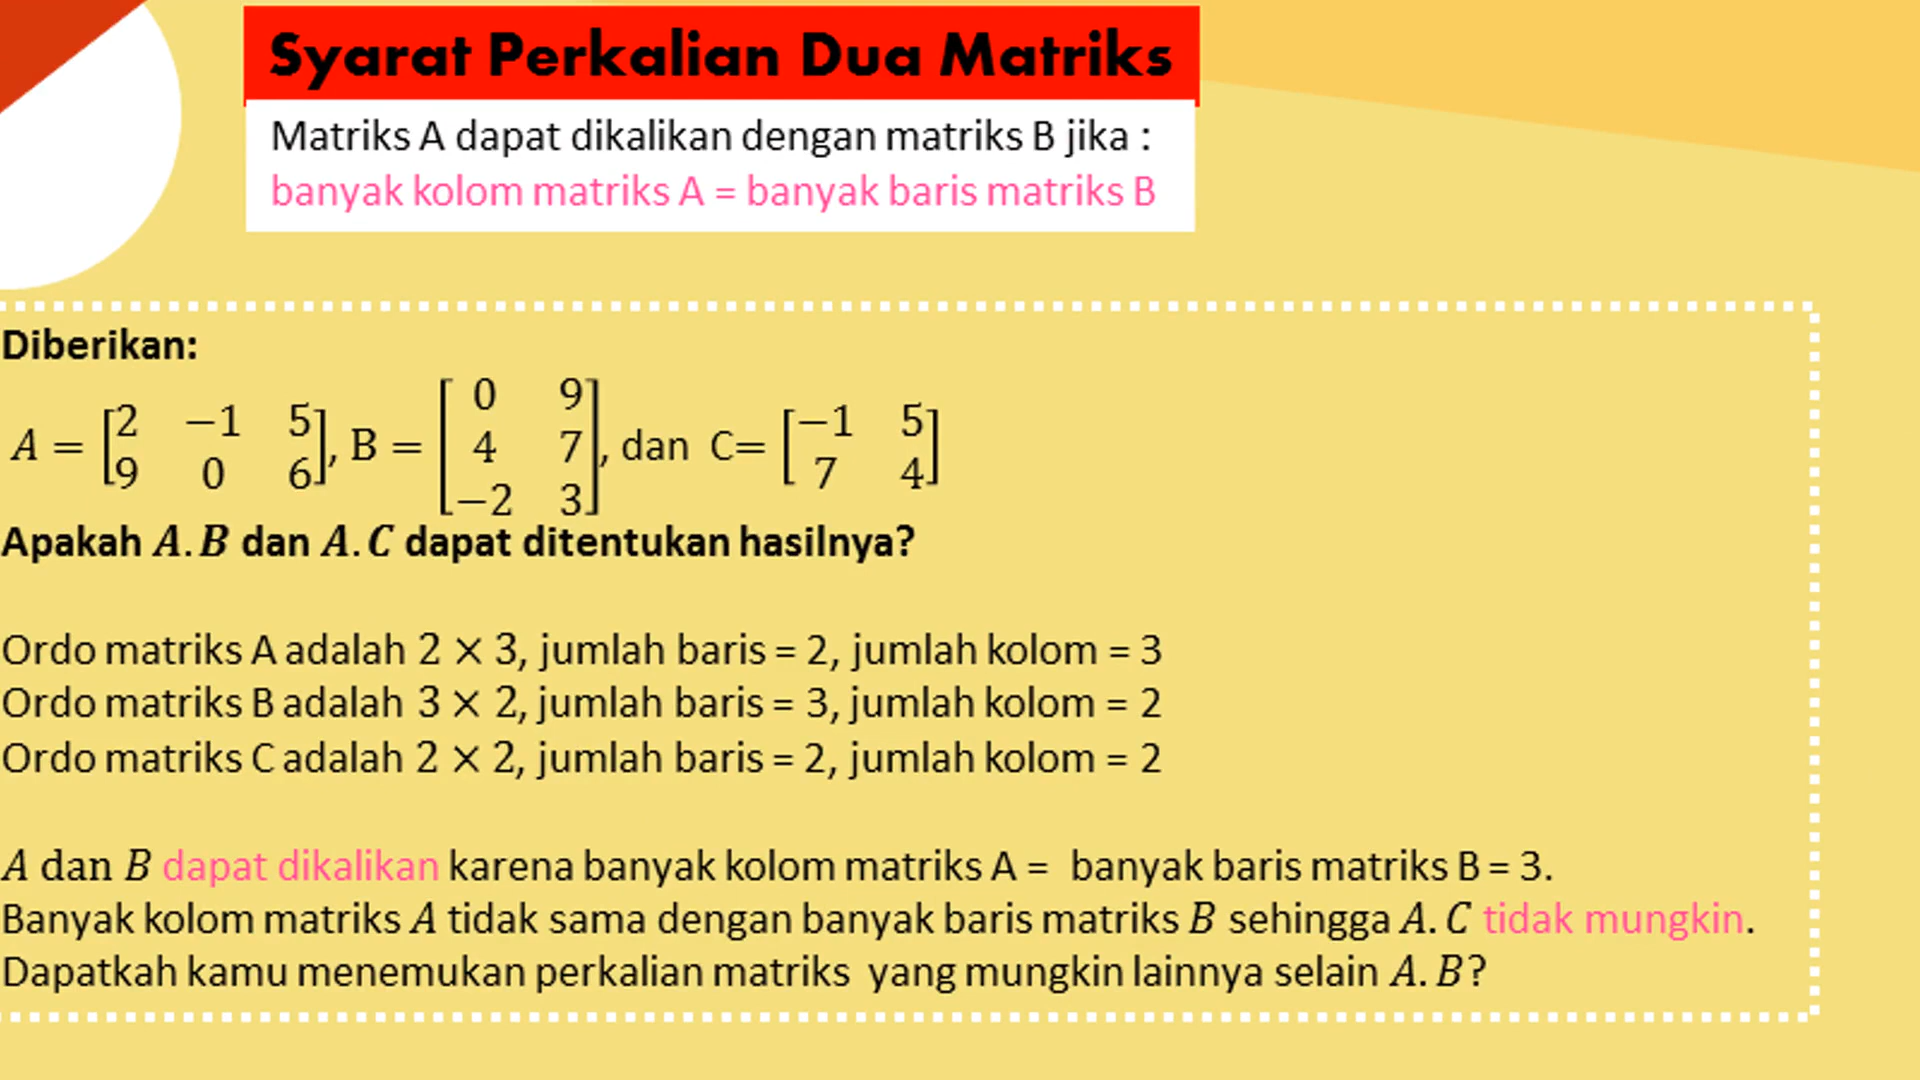 Syarat Perkalian Dua Matriks
Matriks A dapat dikalikan dengan matriks B jika :
banyak kolom matriks A = banyak baris matriks B
Diberikan:
A = [2 −1 5; 9 0 6], B = [0 9; 4 7; −2 3], dan C= [−1 5; 7 4]
Apakah A.B dan A.C dapat ditentukan hasilnya?
Ordo matriks A adalah 2 × 3, jumlah baris = 2, jumlah kolom = 3
Ordo matriks B adalah 3 × 2, jumlah baris = 3, jumlah kolom = 2
Ordo matriks C adalah 2 × 2, jumlah baris = 2, jumlah kolom = 2
A dan B dapat dikalikan karena banyak kolom matriks A = banyak baris matriks B = 3.
Banyak kolom matriks A tidak sama dengan banyak baris matriks B sehingga A.C tidak mungkin.
Dapatkah kamu menemukan perkalian matriks yang mungkin lainnya selain A.B?